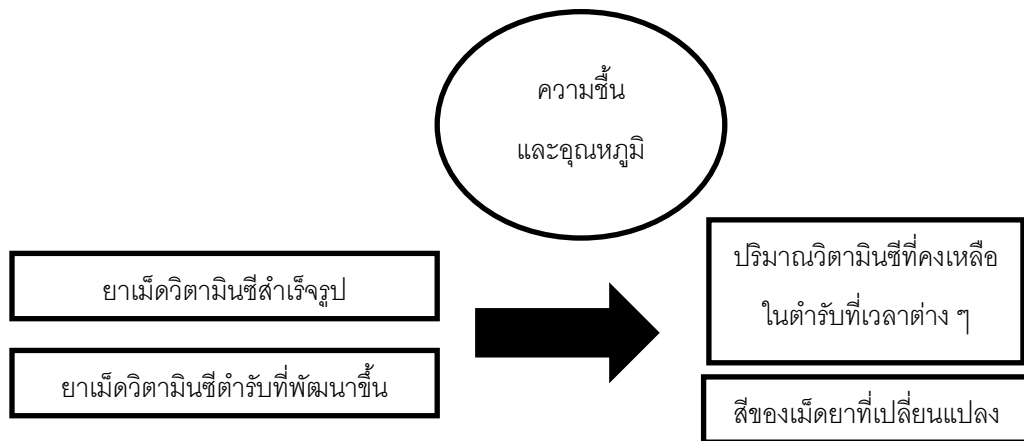 ความชื้น
และอุณหภูมิ
ยาเม็ดวิตามินซีสำเร็จรูป
ยาเม็ดวิตามินซีตำรับที่พัฒนาขึ้น
ปริมาณวิตามินซีที่คงเหลือ
ในตำรับที่เวลาต่าง ๆ
สีของเม็ดยาที่เปลี่ยนแปลง